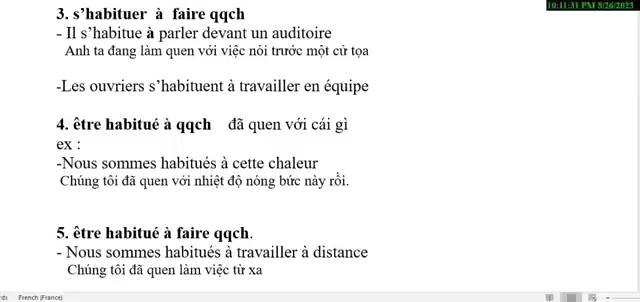 10:11:31 PM 8/26/2023
3. s’habituer à faire qqch
- Il s’habitue à parler devant un auditoire
Anh ta đang làm quen với việc nói trước một cử tọa
-Les ouvriers s’habituent à travailler en équipe
4. être habitué à qqch đã quen với cái gì
ex :
-Nous sommes habitués à cette chaleur
Chúng tôi đã quen với nhiệt độ nóng bức này rồi.
5. être habitué à faire qqch.
- Nous sommes habitués à travailler à distance
Chúng tôi đã quen làm việc từ xa
rds French (France)